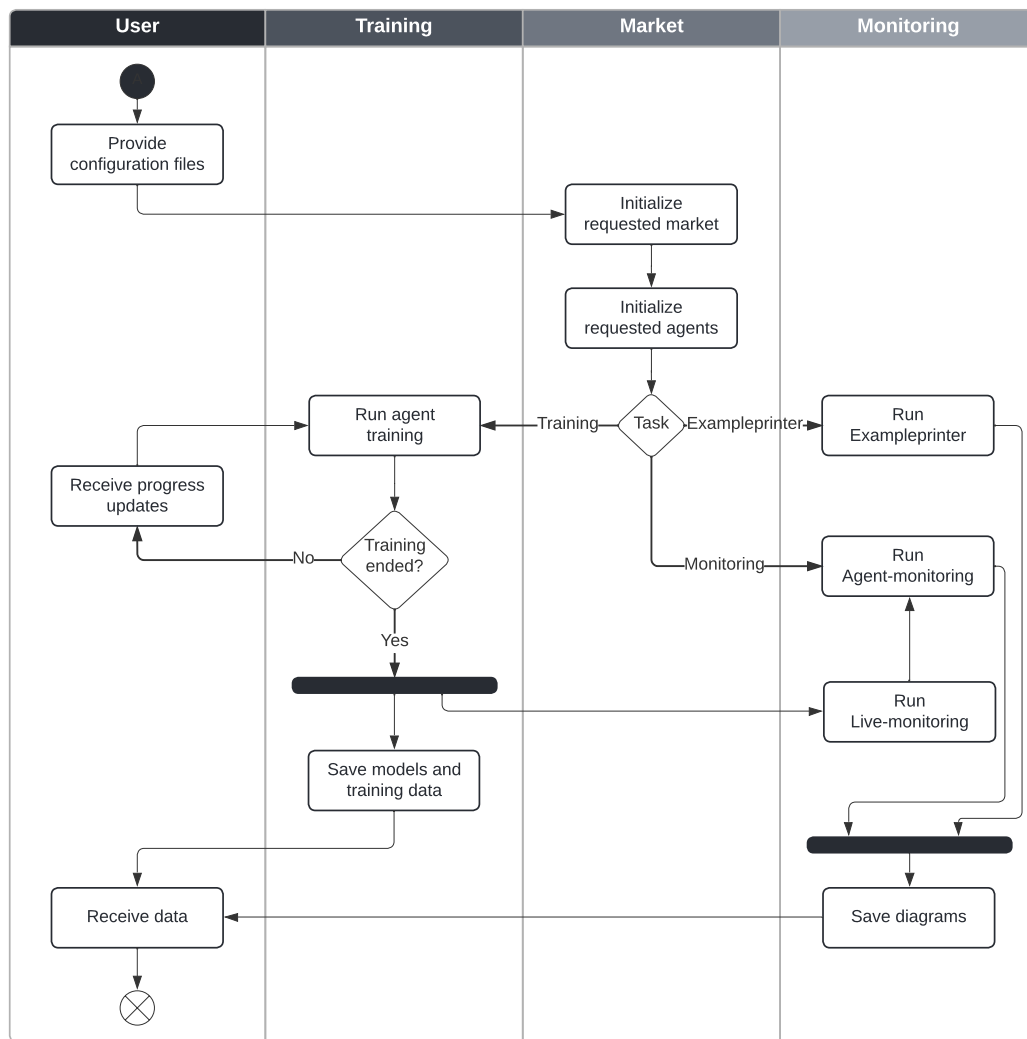 User
Training
Market
Monitoring
Provide
configuration files
Initialize
requested market
Initialize
requested agents
Run agent
training
Training
Task
Exampleprinter
Run
Exampleprinter
Receive progress
updates
No
Training
ended?
Monitoring
Run
Agent-monitoring
Yes
Run
Live-monitoring
Save models and
training data
Receive data
Save diagrams